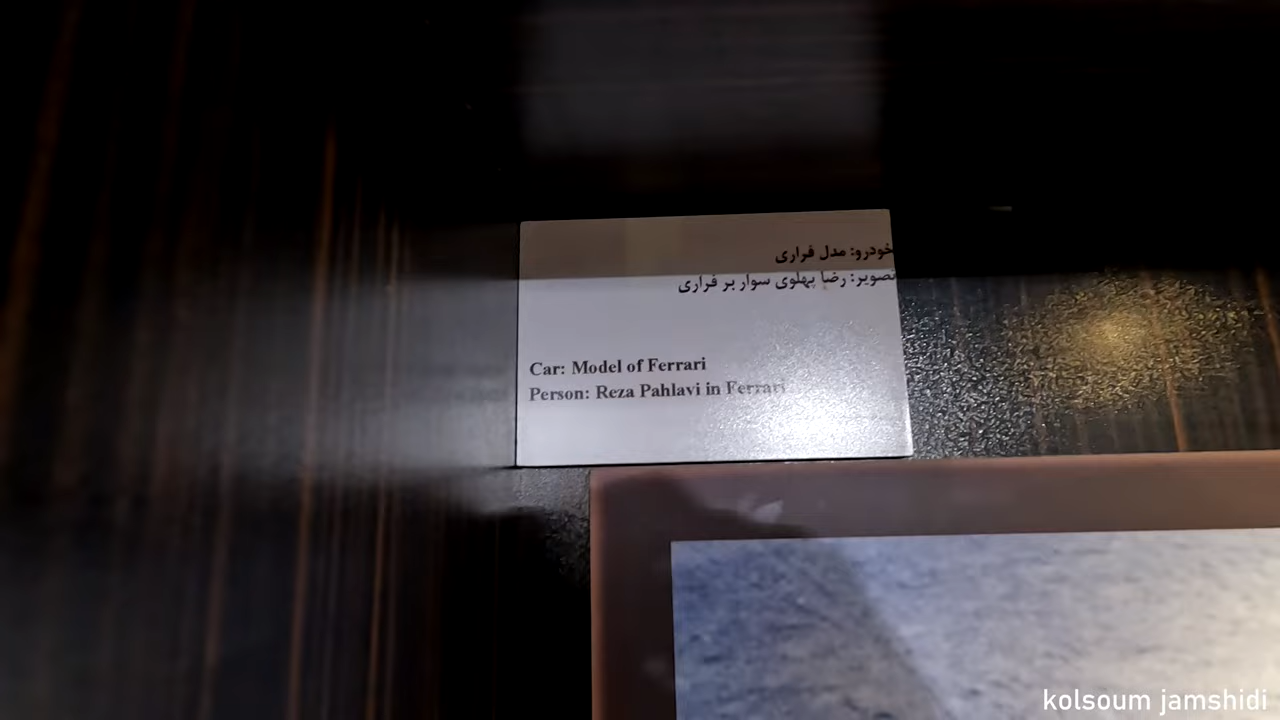 خودرو: مدل فراری
تصویر: رضا پهلوی سوار بر فراری
Car: Model of Ferrari
Person: Reza Pahlavi in Ferrari
kolsoum jamshidi